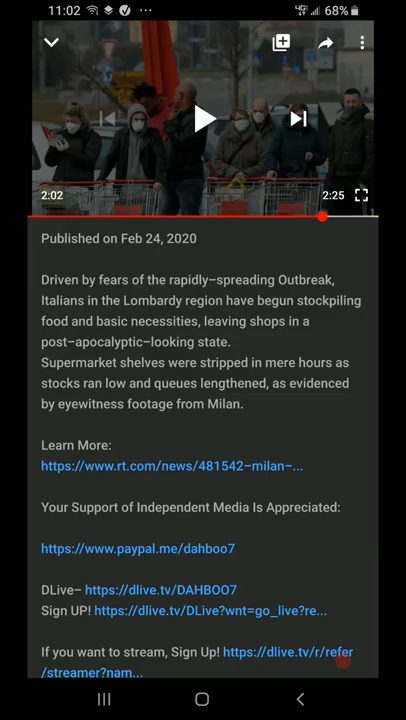 11:02 68%
2:02 2:25
Published on Feb 24, 2020
Driven by fears of the rapidly-spreading Outbreak,
Italians in the Lombardy region have begun stockpiling
food and basic necessities, leaving shops in a
post-apocalyptic-looking state.
Supermarket shelves were stripped in mere hours as
stocks ran low and queues lengthened, as evidenced
by eyewitness footage from Milan.
Learn More:
https://www.rt.com/news/481542-milan-...
Your Support of Independent Media Is Appreciated:
https://www.paypal.me/dahboo7
DLive- https://dlive.tv/DAHBOO7
Sign UP! https://dlive.tv/DLive?wnt=go_live?re...
If you want to stream, Sign Up! https://dlive.tv/r/refer
/streamer?nam...